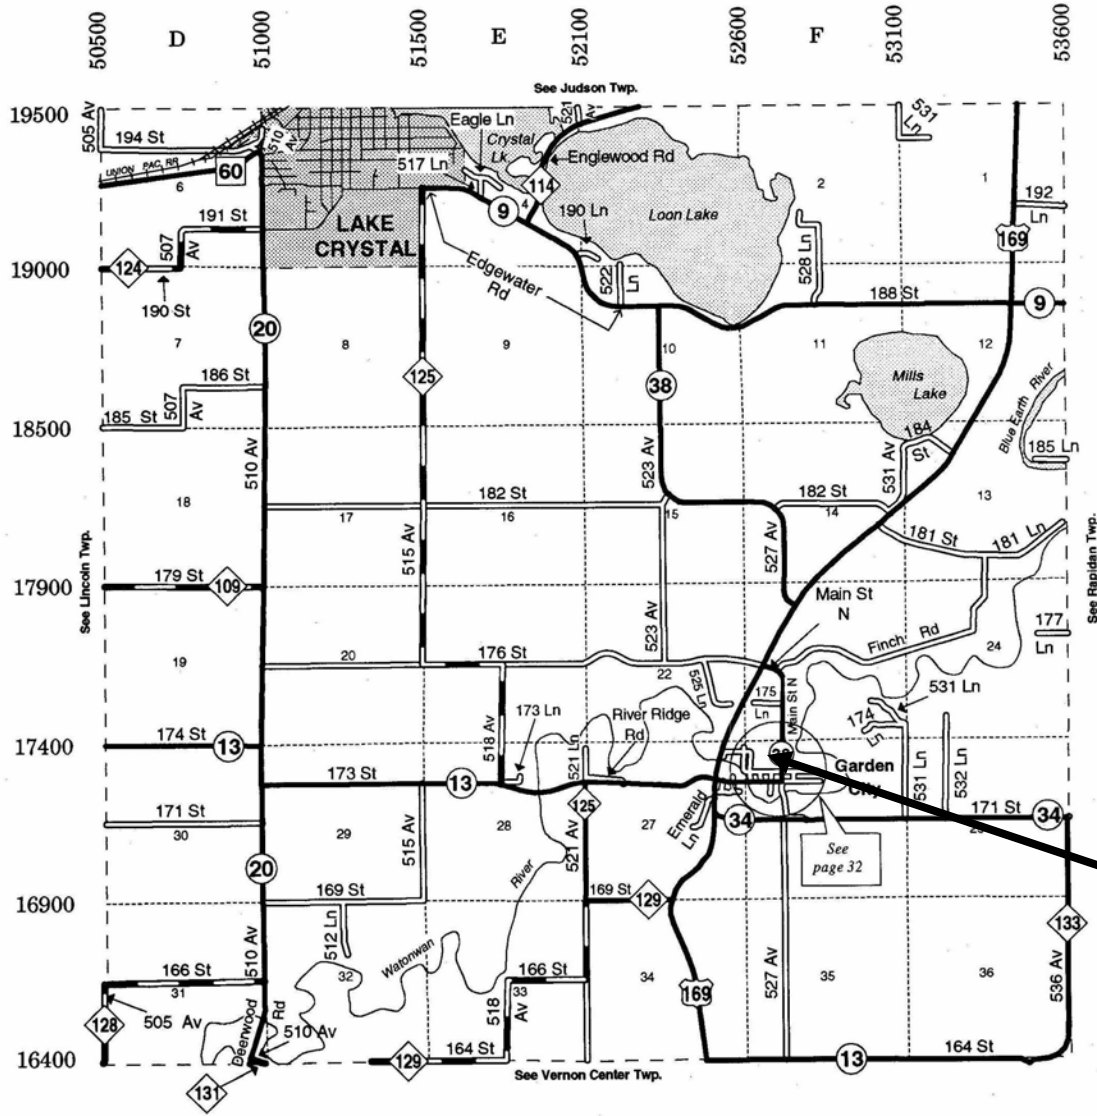 50500
D
51000
51500
E
52100
52600
F
53100
53600
See Judson Twp.
19500
505 Av
194 St
510 Av
Eagle Ln
521 Av
Crystal Lk.
531 Ln
UNION PAC. RR
60
6
517 Ln
Englewood Rd
114
4
2
1
192 Ln
191 St
507 Av
LAKE CRYSTAL
9
190 Ln
Loon Lake
528 Ln
169
19000
124
190 St
Edgewater Rd
522 Ln
188 St
9
20
7
8
9
10
11
12
125
38
186 St
507 Av
185 St
Mills Lake
Blue Earth River
18500
510 Av
523 Av
531 Av
184 St
185 Ln
18
182 St
182 St
13
17
16
15
14
See Lincoln Twp.
515 Av
527 Av
181 St
181 Ln
See Rapidan Twp.
17900
179 St
109
Main St N
523 Av
Finch Rd
177 Ln
19
20
176 St
22
24
525 Ln
175 Ln
Main St N
531 Ln
174 Ln
173 Ln
River Ridge Rd
518 Av
17400
174 St
13
521 Ln
Garden City
531 Ln
532 Ln
173 St
13
125
Emerald Ln
34
171 St
34
171 St
30
29
515 Av
28
521 Av
27
See page 32
20
River
16900
169 St
169 St
129
133
512 Ln
Watonwan
510 Av
166 St
31
32
166 St
33
34
527 Av
35
36
536 Av
169
518 Av
128
505 Av
Deerwood Rd
510 Av
16400
129
164 St
13
164 St
131
See Vernon Center Twp.